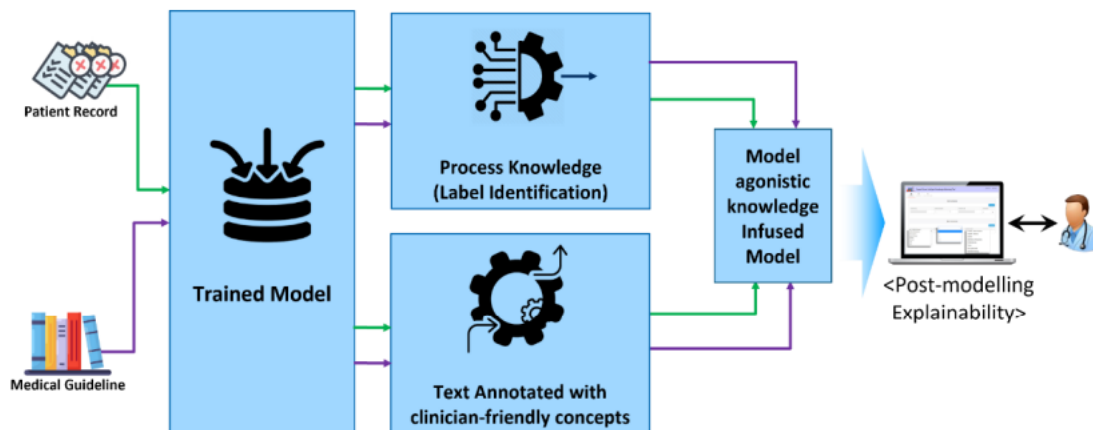 Patient Record
Medical Guideline
Trained Model
Process Knowledge
(Label Identification)
Text Annotated with
clinician-friendly concepts
Model
agonistic
knowledge
Infused
Model
<Post-modelling
Explainability>